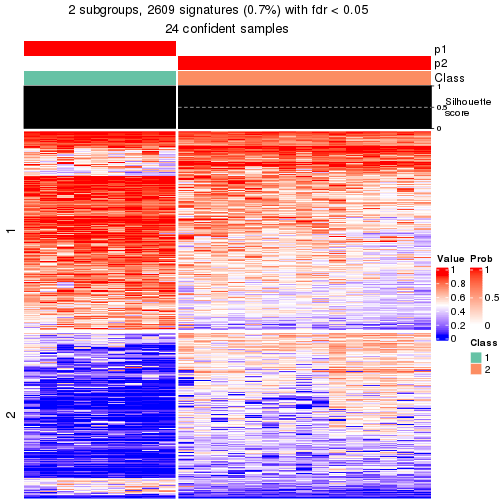 2 subgroups, 2609 signatures (0.7%) with fdr < 0.05
24 confident samples
p1
p2
Class
1
0.5
0
Silhouette
score
1
2
Value
1
0.8
0.6
0.4
0.2
0
Prob
1
0.5
0
Class
1
2